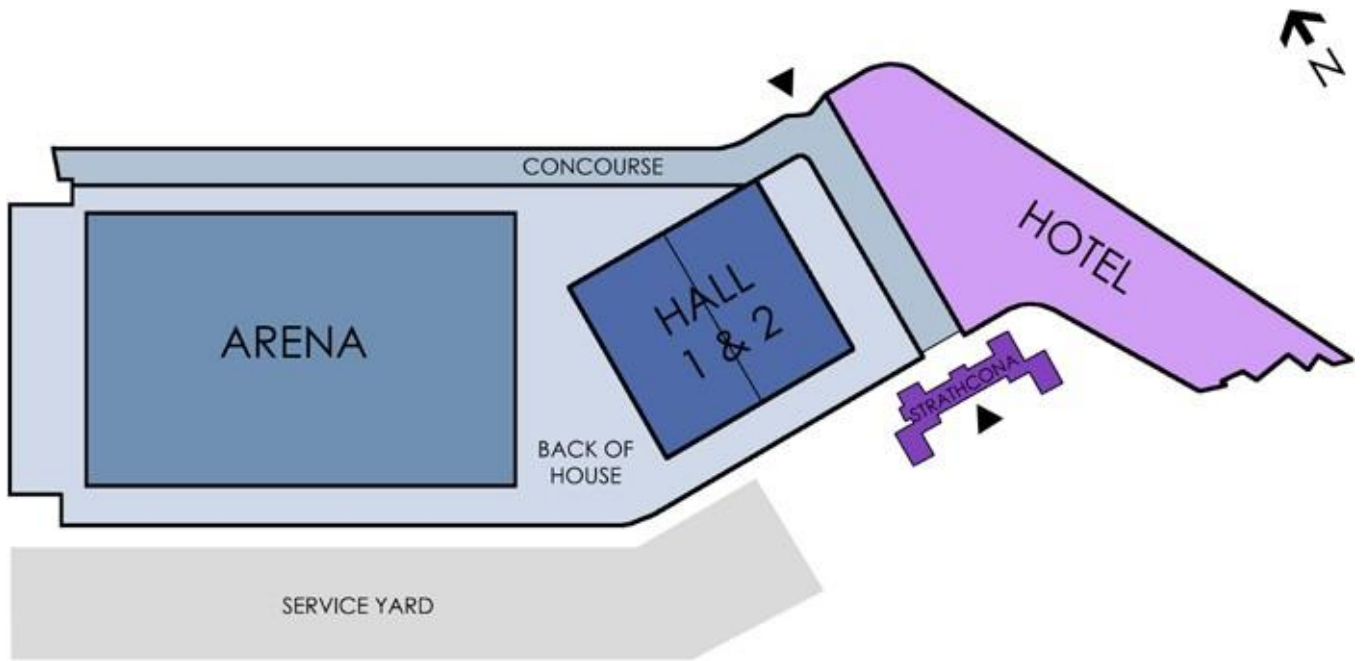 N
CONCOURSE
HOTEL
HALL
1 & 2
ARENA
STRATHCONA
BACK OF
HOUSE
SERVICE YARD